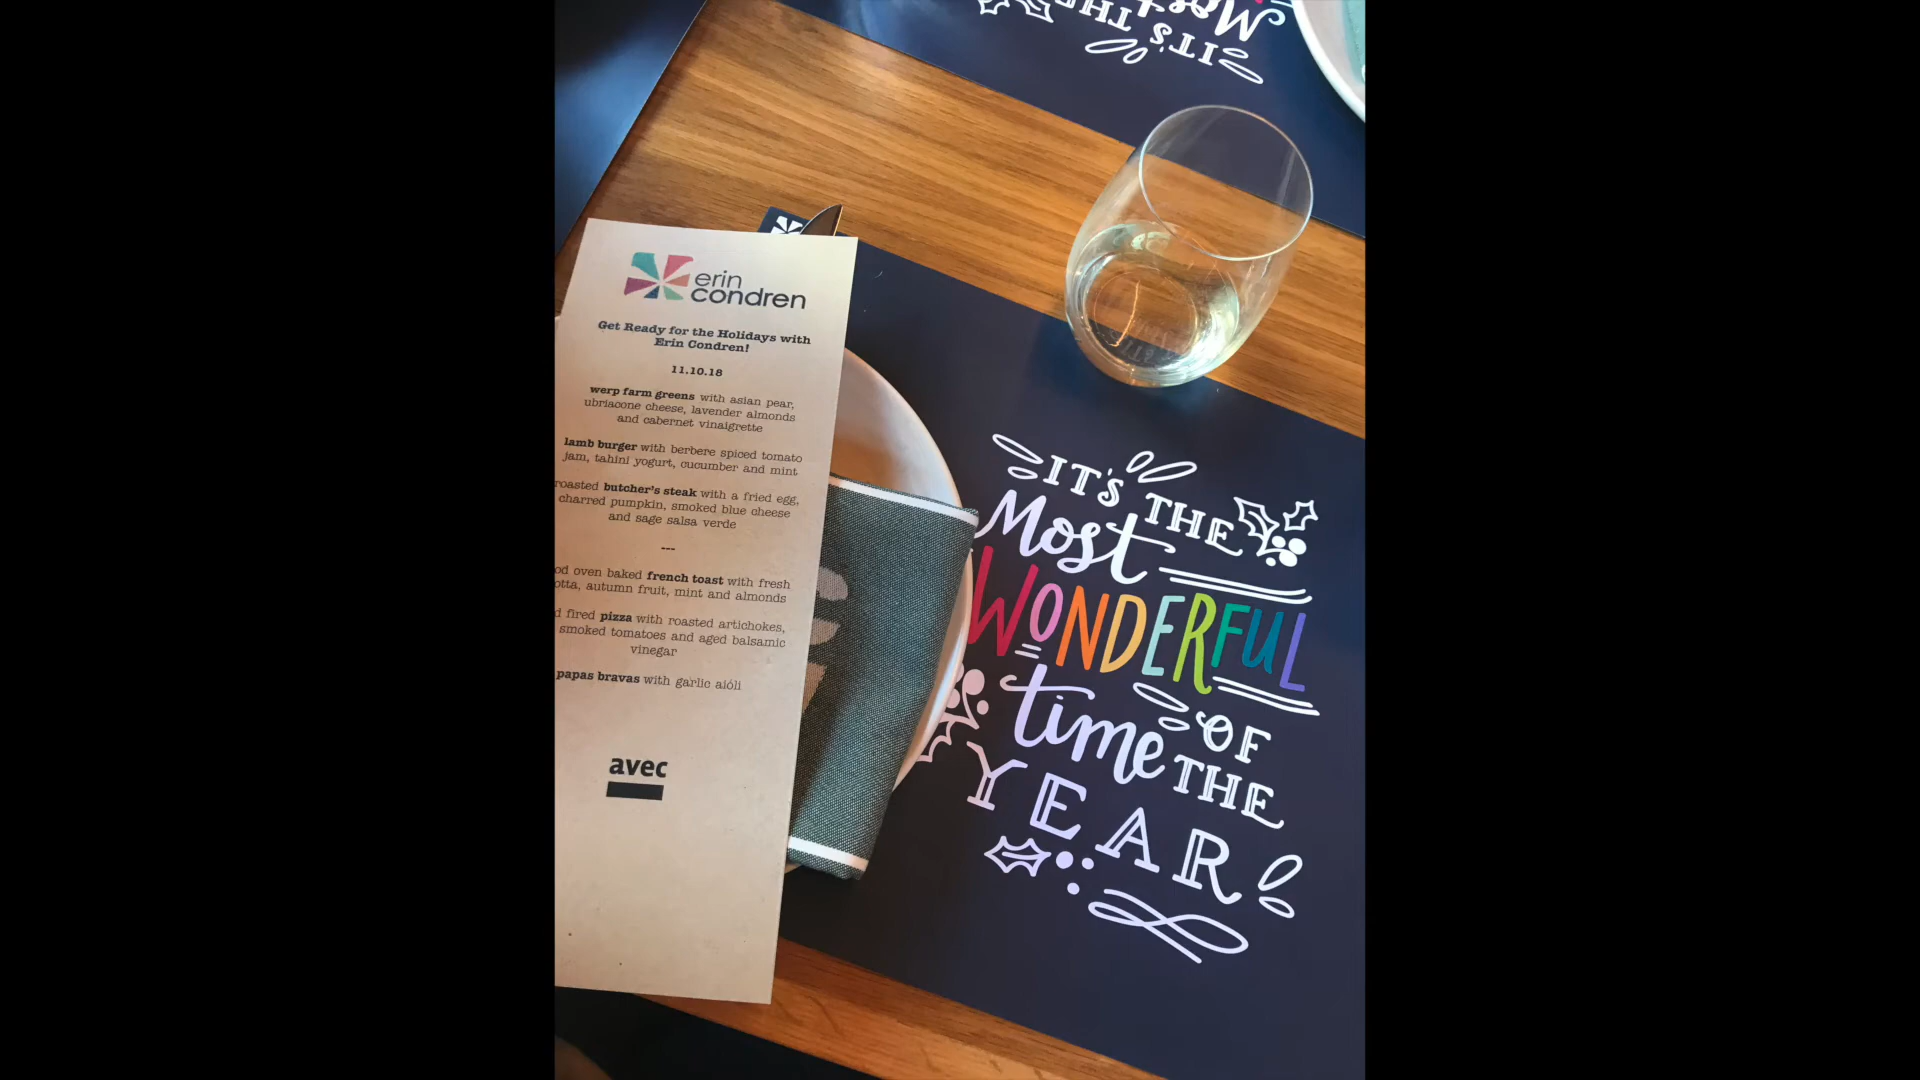 erin
condren
Get Ready for the Holidays with
Erin Condren!
11.10.18
werp farm greens with asian pear,
ubriacone cheese, lavender almonds
and cabernet vinaigrette
lamb burger with berbere spiced tomato
jam, tahini yogurt, cucumber and mint
roasted butcher's steak with a fried egg,
charred pumpkin, smoked blue cheese
and sage salsa verde
---
oven baked french toast with fresh
autumn fruit, mint and almonds
fired pizza with roasted artichokes,
smoked tomatoes and aged balsamic
vinegar
papas bravas with garlic aióli
avec
IT'S THE
Most
WONDERFUL
time OF
THE
YEAR!
IT'S THE
Most